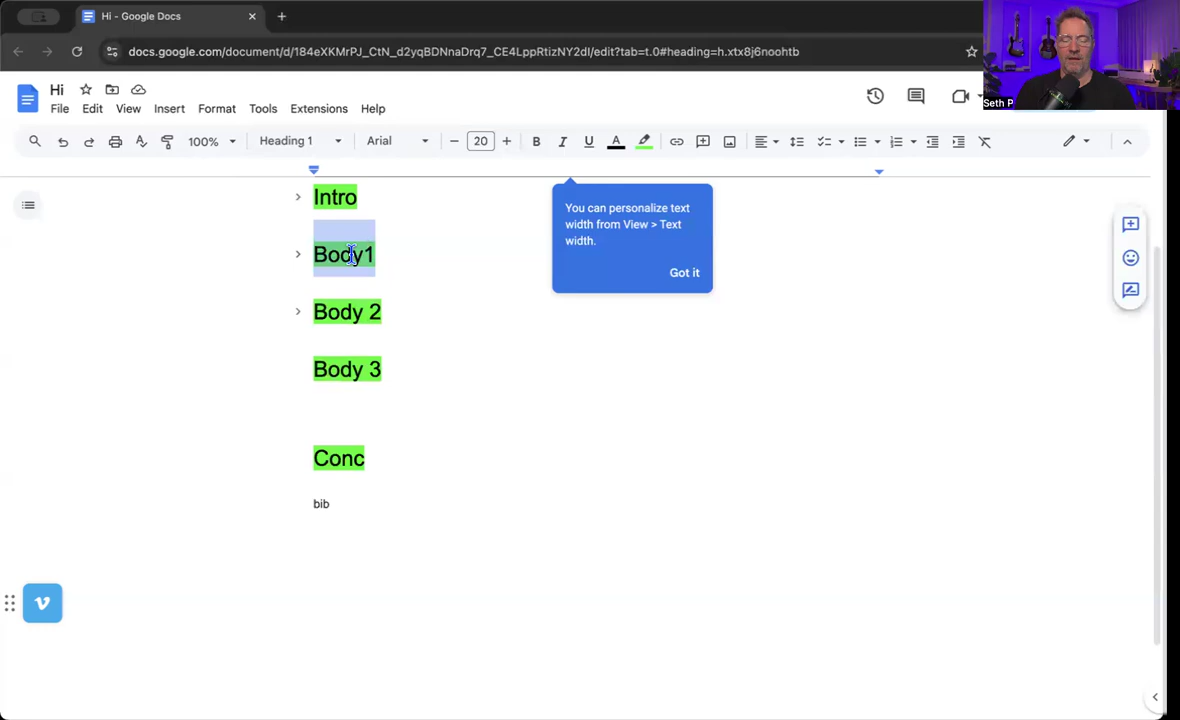 Hi - Google Docs
docs.google.com/document/d/184eXKMrPJ_CtN_d2yqBDNnaDrq7_CE4LppRtizNY2dI/edit?tab=t.0#heading=h.xtx8j6noohtb
Hi
File Edit View Insert Format Tools Extensions Help
Seth P
100% Heading 1 Arial 20 B I U A
Intro
You can personalize text
width from View > Text
width.
Got it
Body1
Body 2
Body 3
Conc
bib